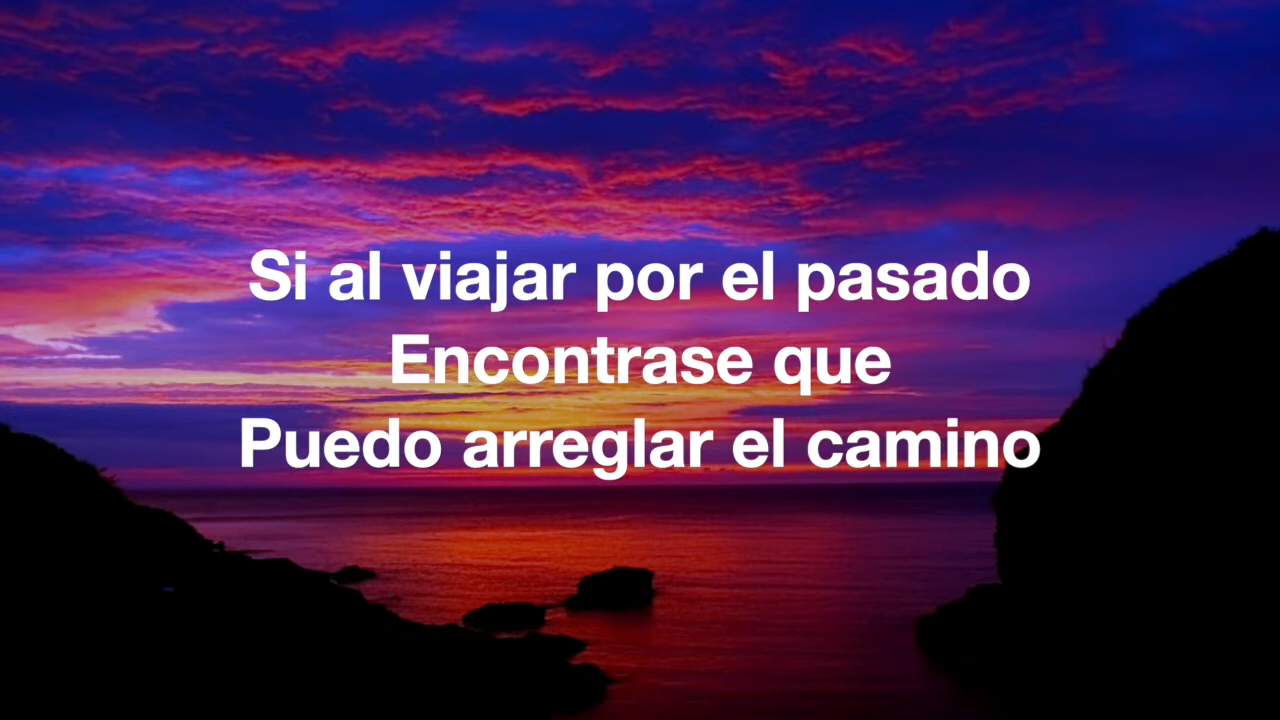 Si al viajar por el pasado
Encontrase que
Puedo arreglar el camino